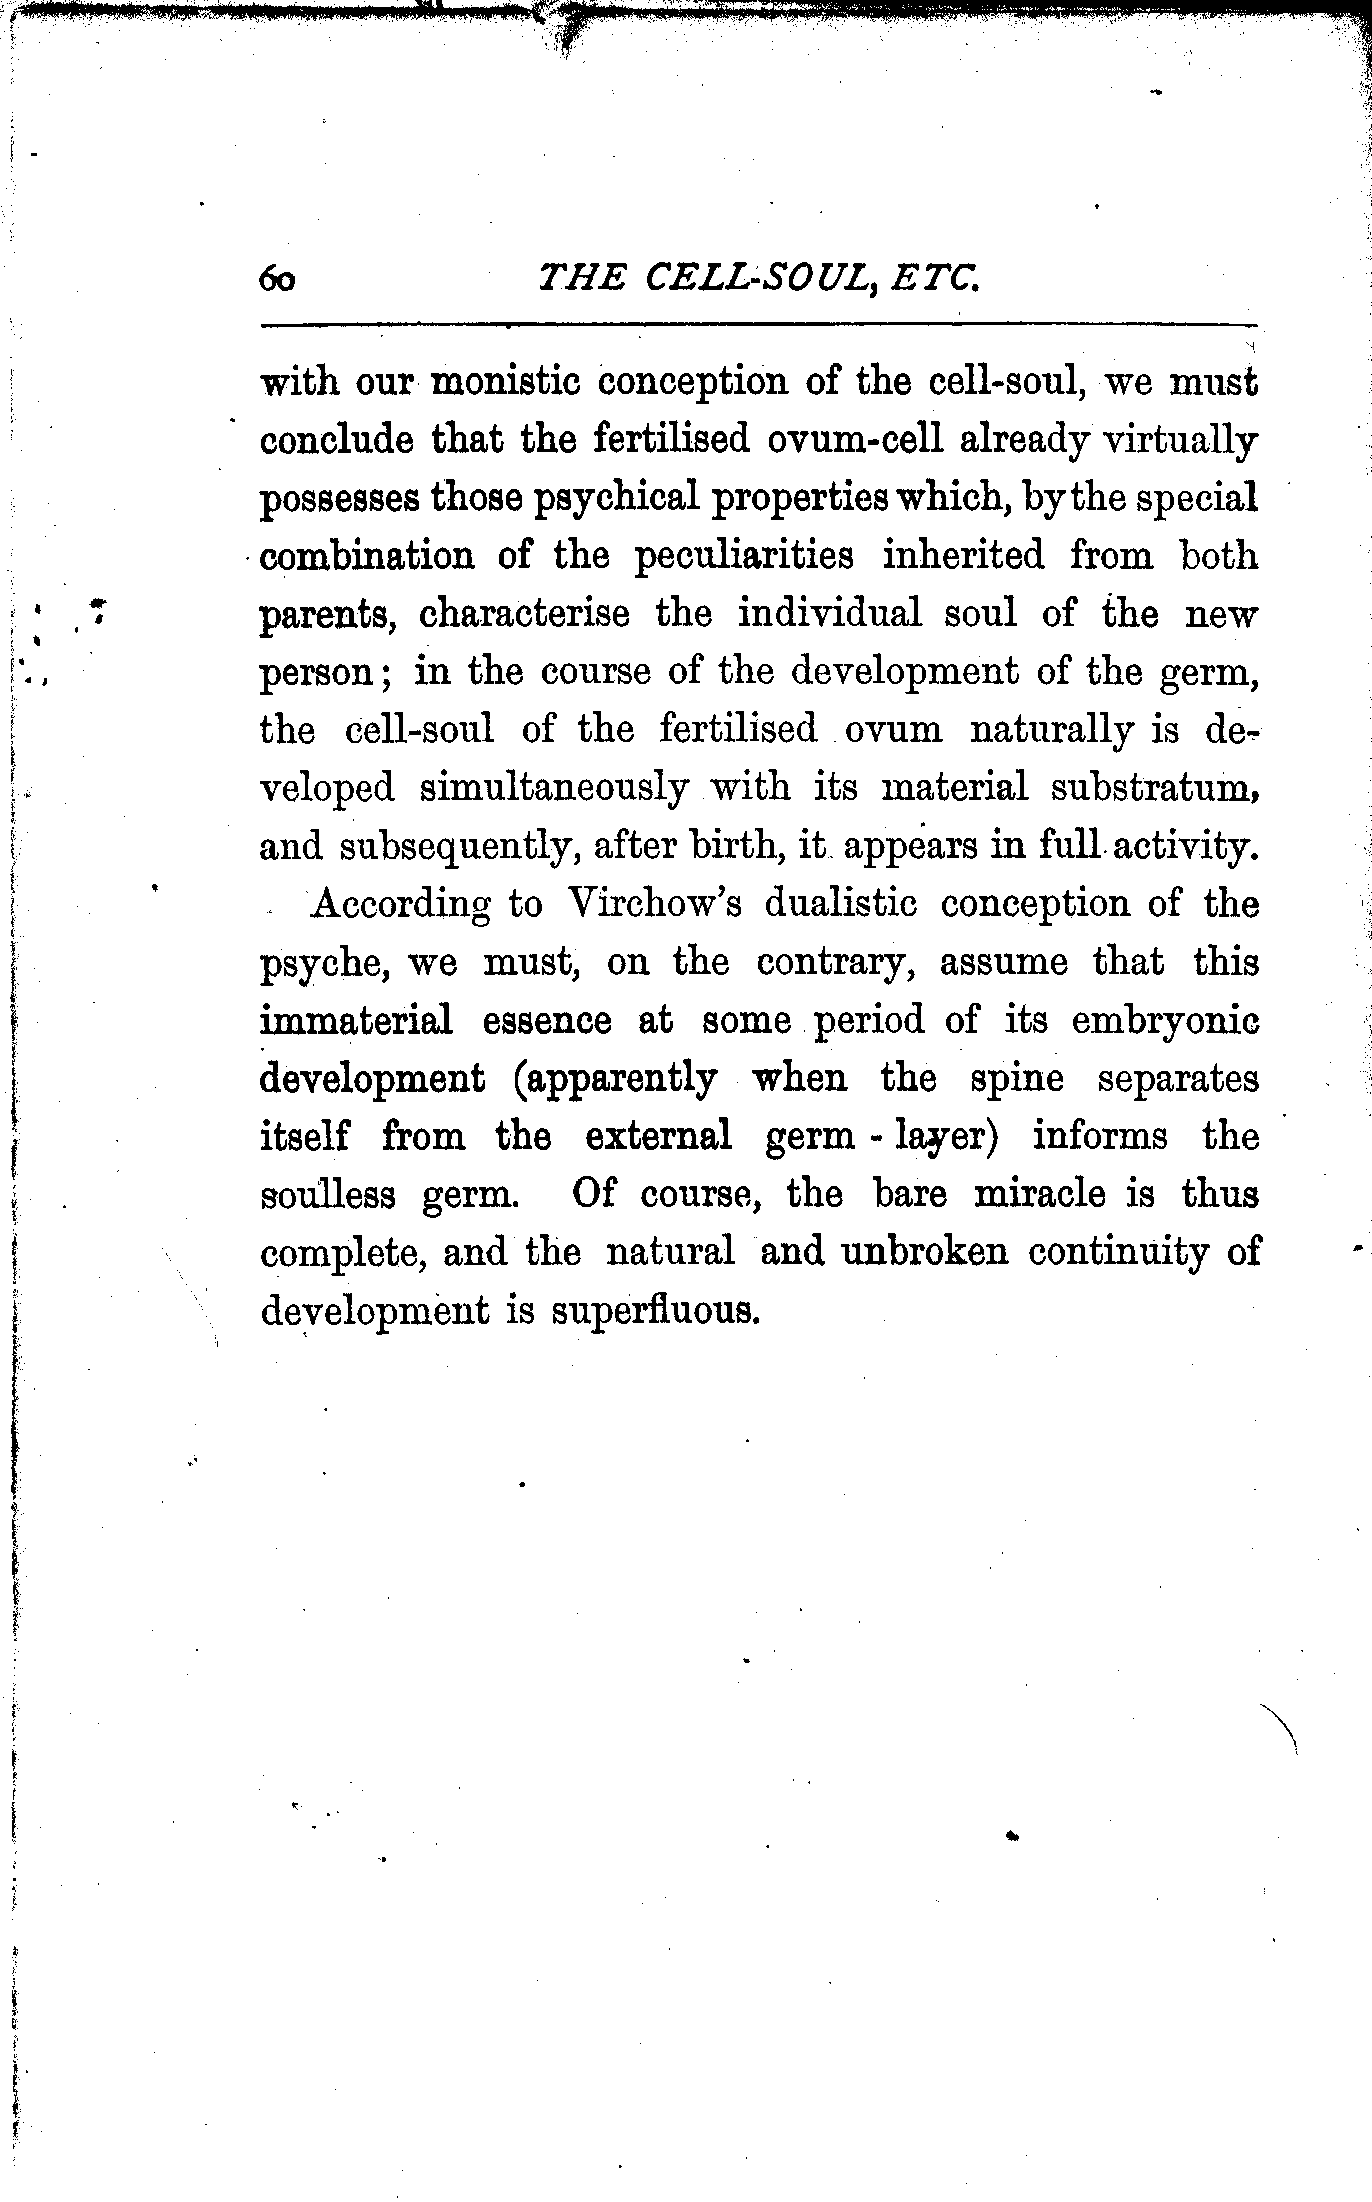 60 THE CELL-SOUL, ETC.
with our monistic conception of the cell-soul, we must
conclude that the fertilised ovum-cell already virtually
possesses those psychical properties which, by the special
combination of the peculiarities inherited from both
parents, characterise the individual soul of the new
person; in the course of the development of the germ,
the cell-soul of the fertilised ovum naturally is de-
veloped simultaneously with its material substratum,
and subsequently, after birth, it appears in full activity.
According to Virchow's dualistic conception of the
psyche, we must, on the contrary, assume that this
immaterial essence at some period of its embryonic
development (apparently when the spine separates
itself from the external germ - layer) informs the
soulless germ. Of course, the bare miracle is thus
complete, and the natural and unbroken continuity of
development is superfluous.